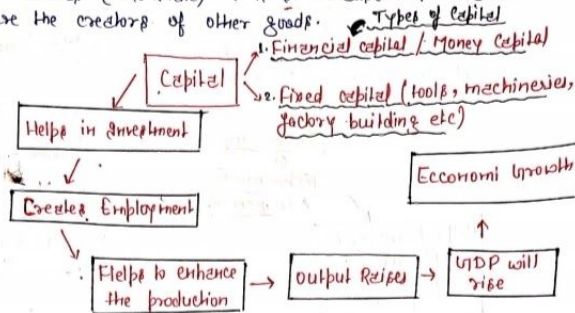 re the creators of other goods.
Types of Capital
1. Financial capital / Money Capital
Capital
2. Fixed capital (tools, machineries,
factory building etc)
Helps in Investment
Creates Employment
Helps to enhance
the production
Output Raises
GDP will
rise
Ecconomi Growth